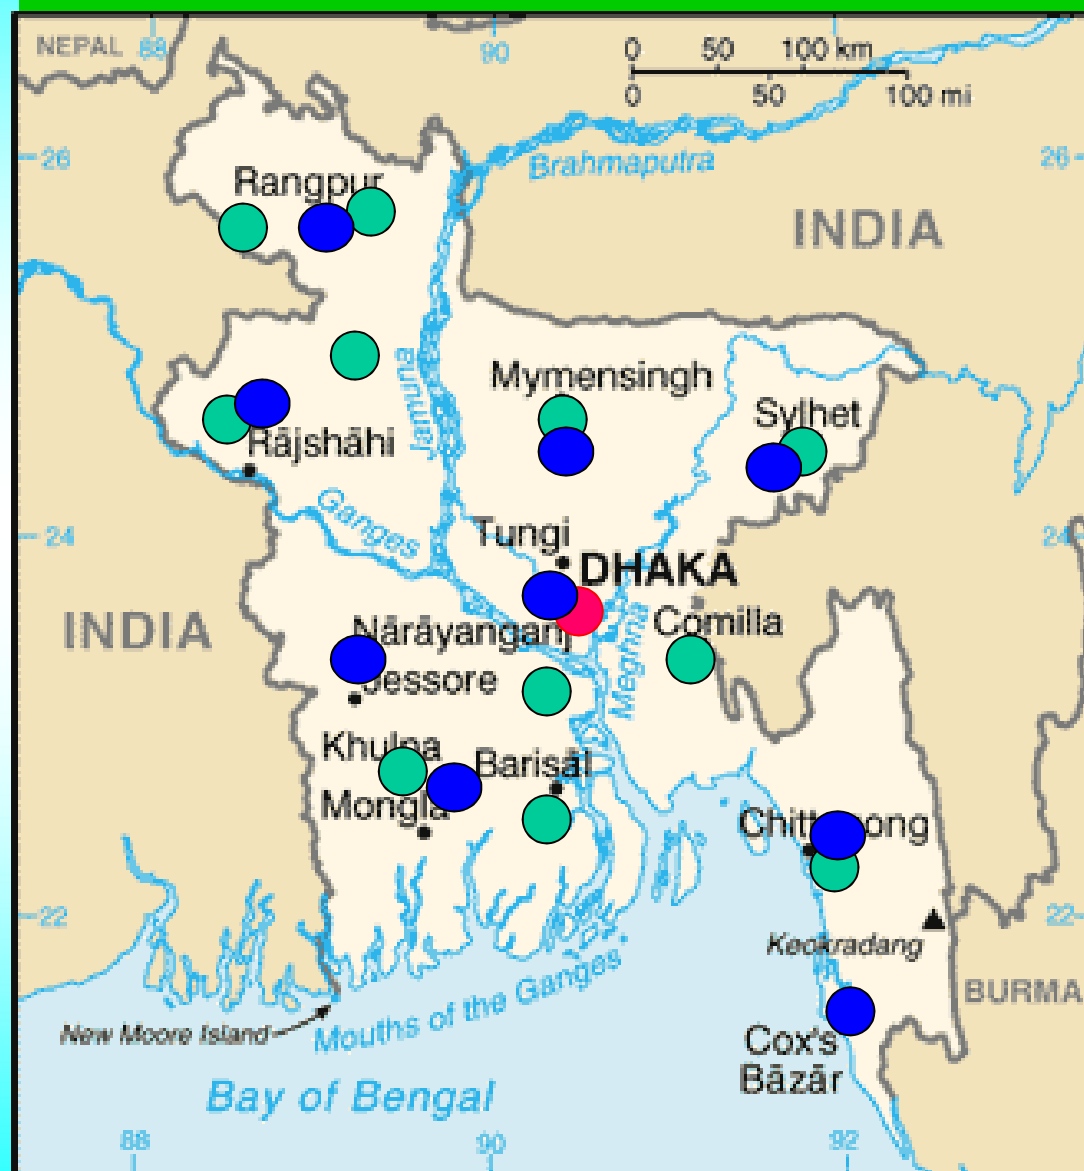 NEPAL 88 90 0 50 100 km
0 50 100 mi
26 Brahmaputra 26
Rangpur
INDIA
Jamuna
Mymensingh
Sylhet
Rājshāhi
Ganges
24 Tungi 24
DHAKA
INDIA Nārāyanganj Comilla
Meghna
Jessore
Khulna Barisāl
Mongla
Chittagong
22 22
Keokradang
BURMA
New Moore Island Mouths of the Ganges
Cox's
Bāzār
Bay of Bengal
88 90 92